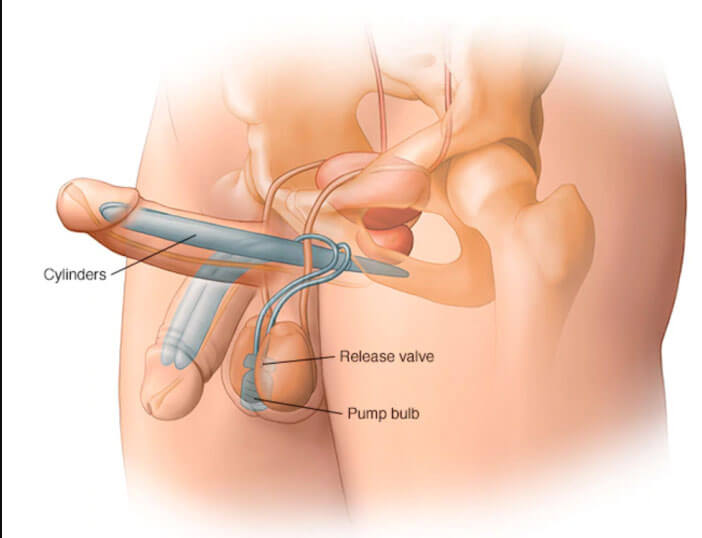 Cylinders
Release valve
Pump bulb